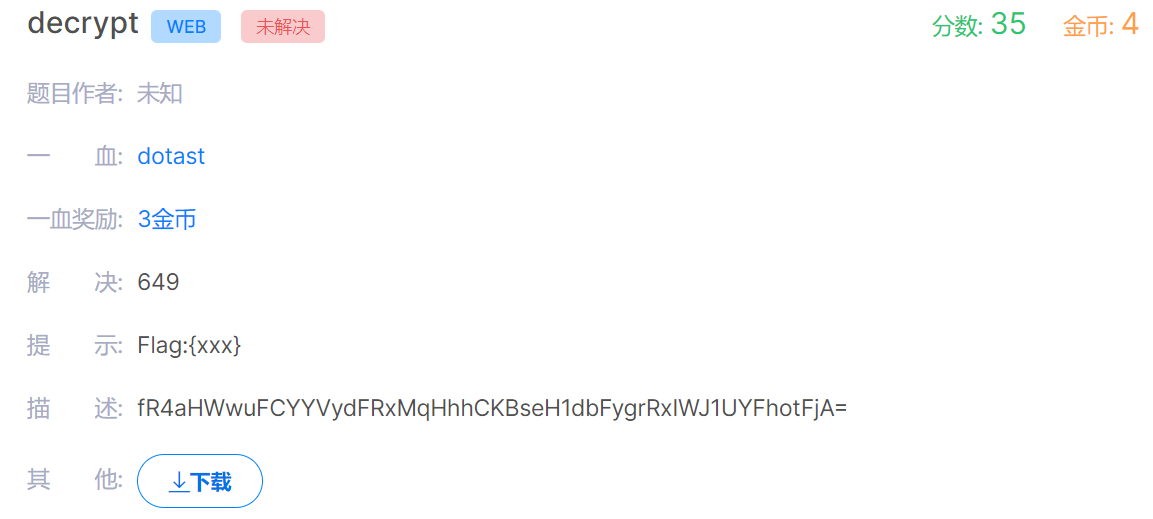 decrypt WEB 未解决 分数: 35 金币: 4
题目作者: 未知
一 血: dotast
一血奖励: 3金币
解 决: 649
提 示: Flag:{xxx}
描 述: fR4aHWwuFCYYVydFRxMqHhhCKBseH1dbFygrRxIWJ1UYFhotFjA=
其 他: 下载